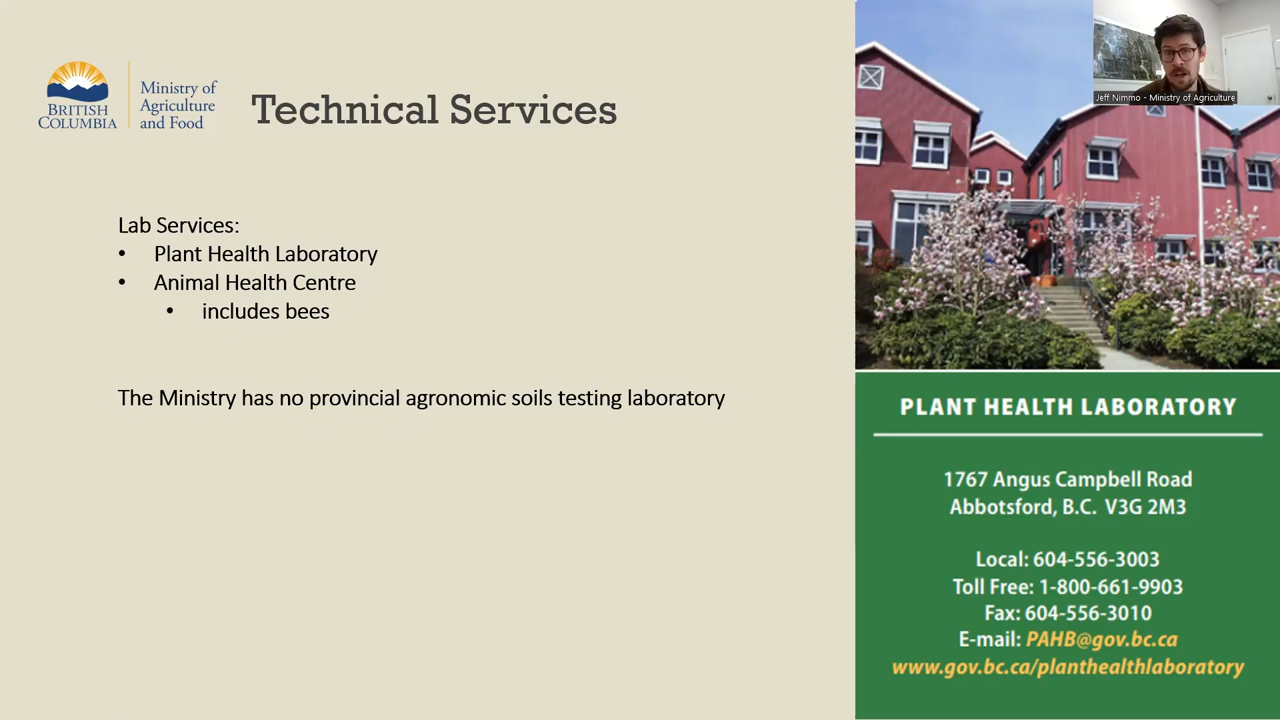 BRITISH
COLUMBIA
Ministry of
Agriculture
and Food
Technical Services
Lab Services:
• Plant Health Laboratory
• Animal Health Centre
• includes bees
The Ministry has no provincial agronomic soils testing laboratory
Jeff Nimmo - Ministry of Agriculture
PLANT HEALTH LABORATORY
1767 Angus Campbell Road
Abbotsford, B.C. V3G 2M3
Local: 604-556-3003
Toll Free: 1-800-661-9903
Fax: 604-556-3010
E-mail: PAHB@gov.bc.ca
www.gov.bc.ca/planthealthlaboratory